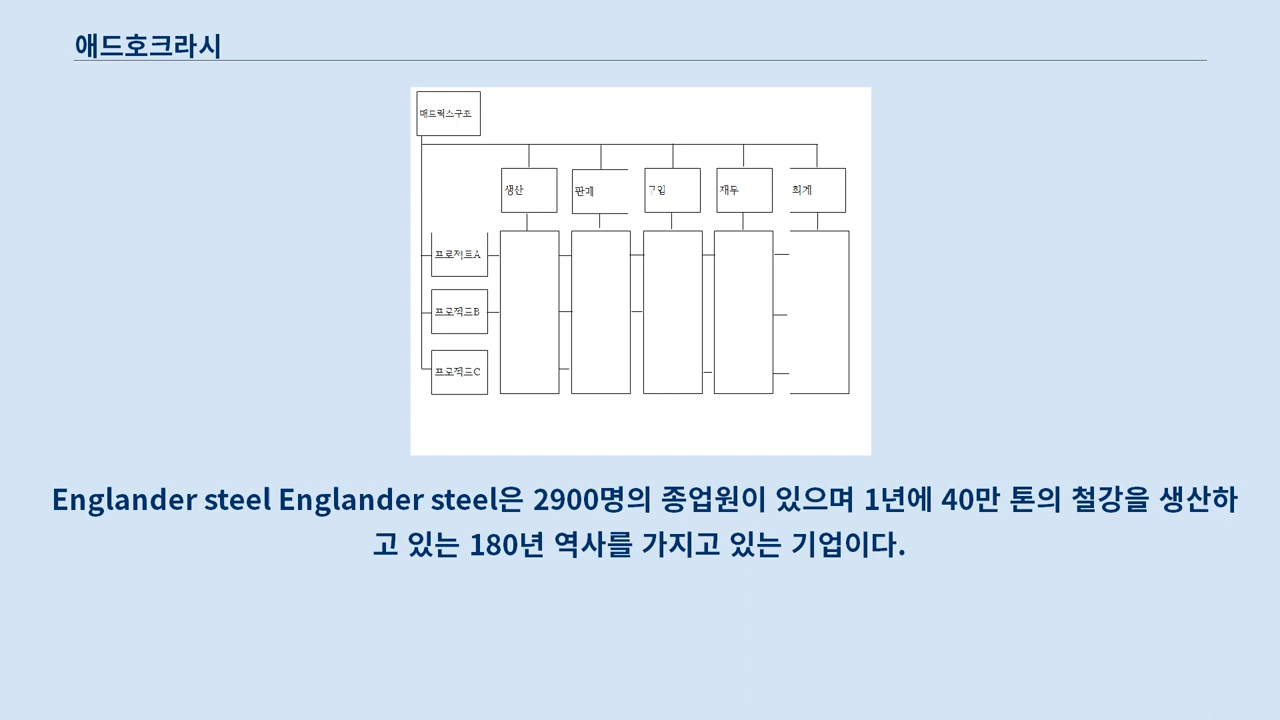 애드호크라시
매트릭스구조
생산 판매 구입 재무 회계
프로젝트A
프로젝트B
프로젝트C
Englander steel Englander steel은 2900명의 종업원이 있으며 1년에 40만 톤의 철강을 생산하
고 있는 180년 역사를 가지고 있는 기업이다.